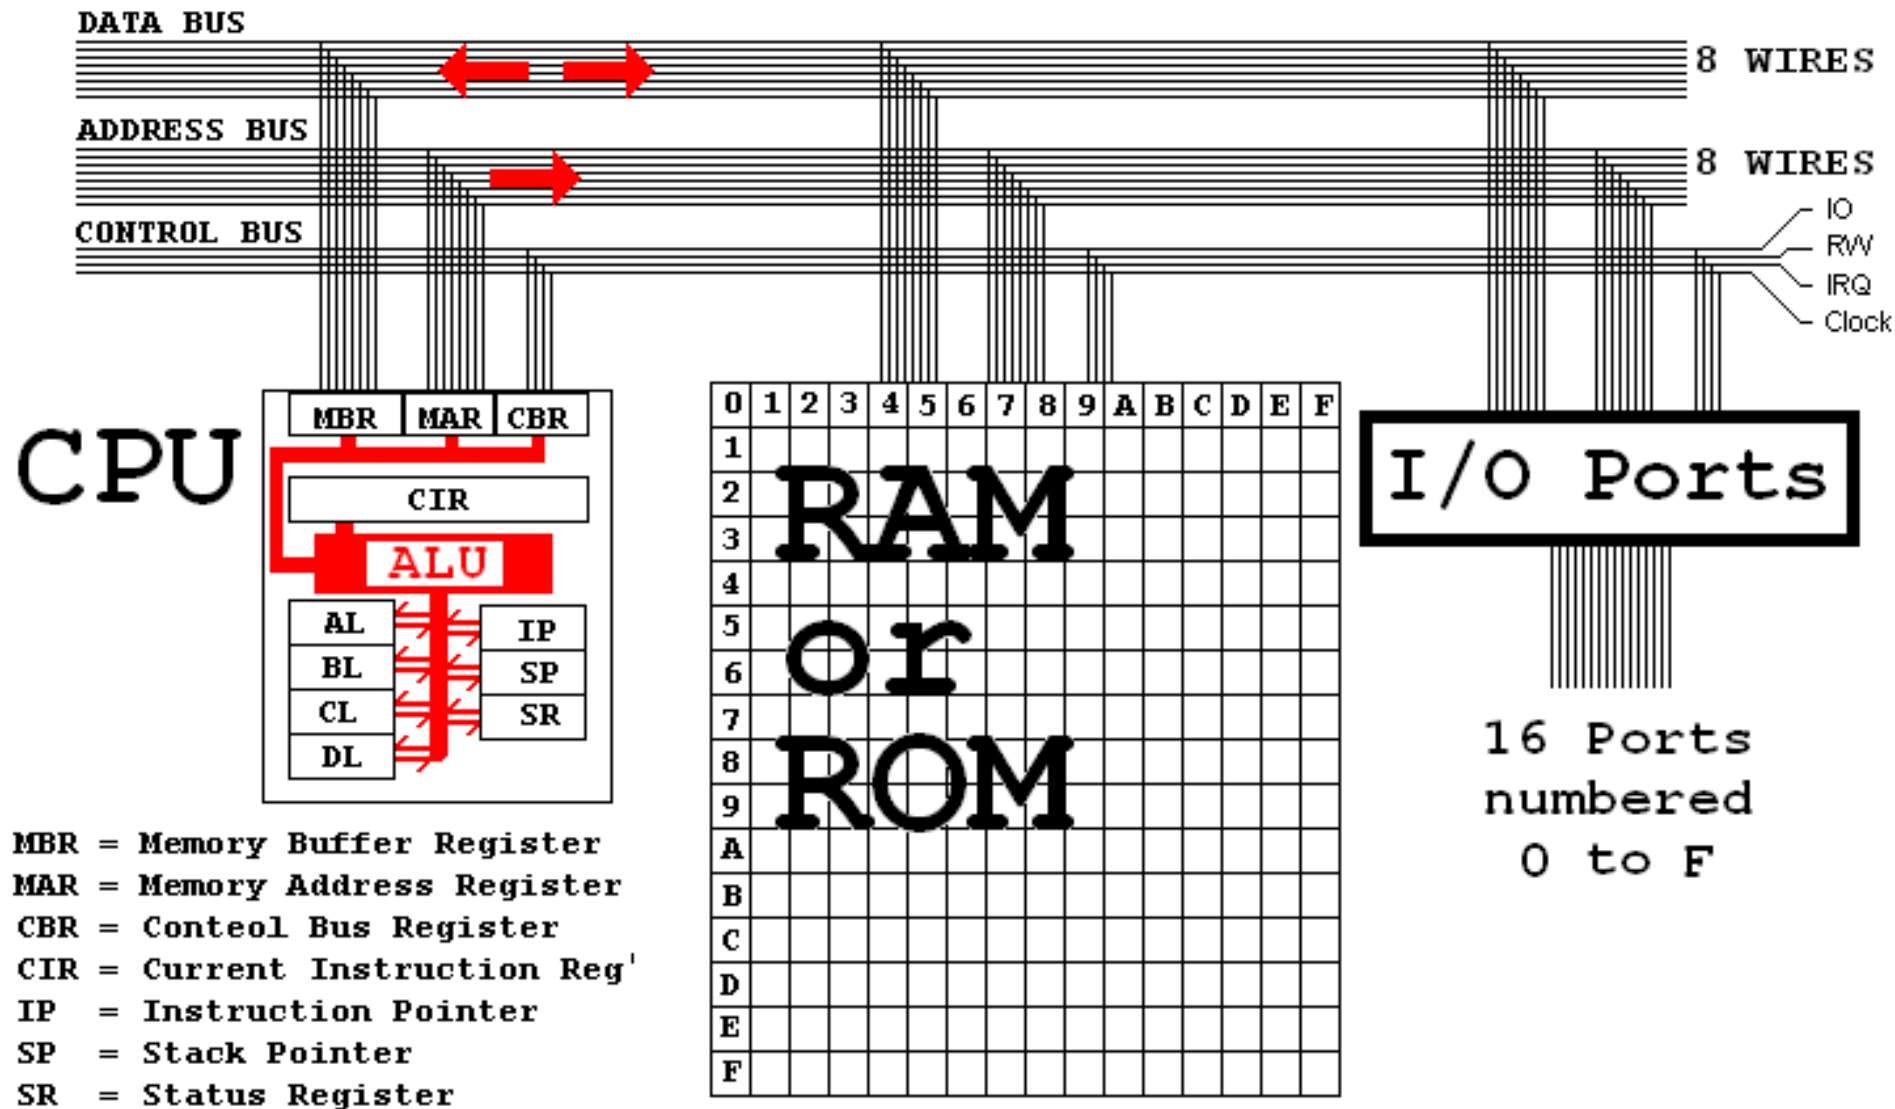 DATA BUS
8 WIRES
ADDRESS BUS
8 WIRES
CONTROL BUS
IO
RW
IRQ
Clock
CPU
MBR MAR CBR
CIR
ALU
AL IP
BL SP
CL SR
DL
0 1 2 3 4 5 6 7 8 9 A B C D E F
1
2
3
4
5
6
7
8
9
A
B
C
D
E
F
RAM
or
ROM
I/O Ports
16 Ports
numbered
0 to F
MBR = Memory Buffer Register
MAR = Memory Address Register
CBR = Conteol Bus Register
CIR = Current Instruction Reg'
IP = Instruction Pointer
SP = Stack Pointer
SR = Status Register